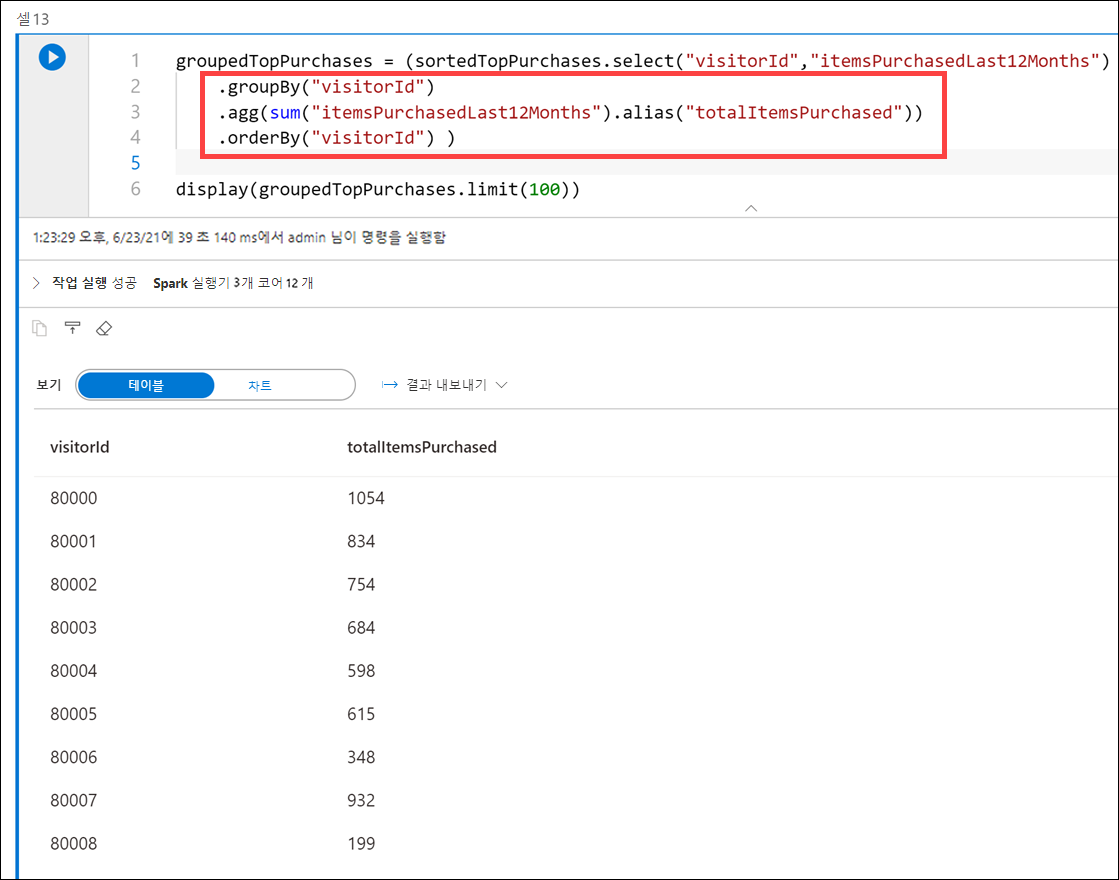 셀 13
1 groupedTopPurchases = (sortedTopPurchases.select("visitorId","itemsPurchasedLast12Months")
2 .groupBy("visitorId")
3 .agg(sum("itemsPurchasedLast12Months").alias("totalItemsPurchased"))
4 .orderBy("visitorId") )
5
6 display(groupedTopPurchases.limit(100))
1:23:29 오후, 6/23/21에 39 초 140 ms에서 admin 님이 명령을 실행함
작업 실행 성공 Spark 실행기 3개 코어 12 개
보기 테이블 차트 결과 내보내기
visitorId totalItemsPurchased
80000 1054
80001 834
80002 754
80003 684
80004 598
80005 615
80006 348
80007 932
80008 199